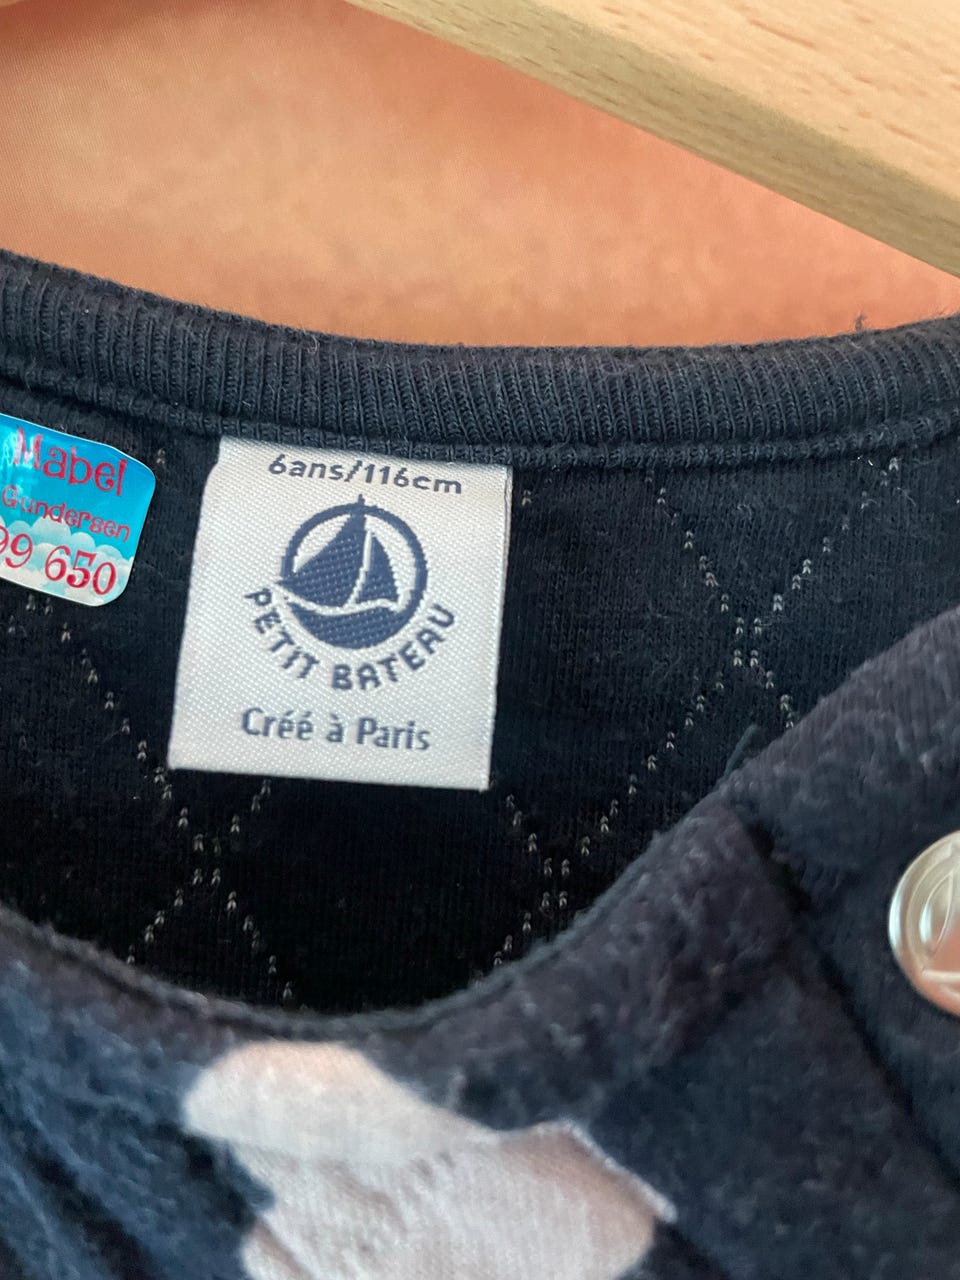 Mabel
Gundersen
99 650
6ans/116cm
PETIT BATEAU
Créé à Paris